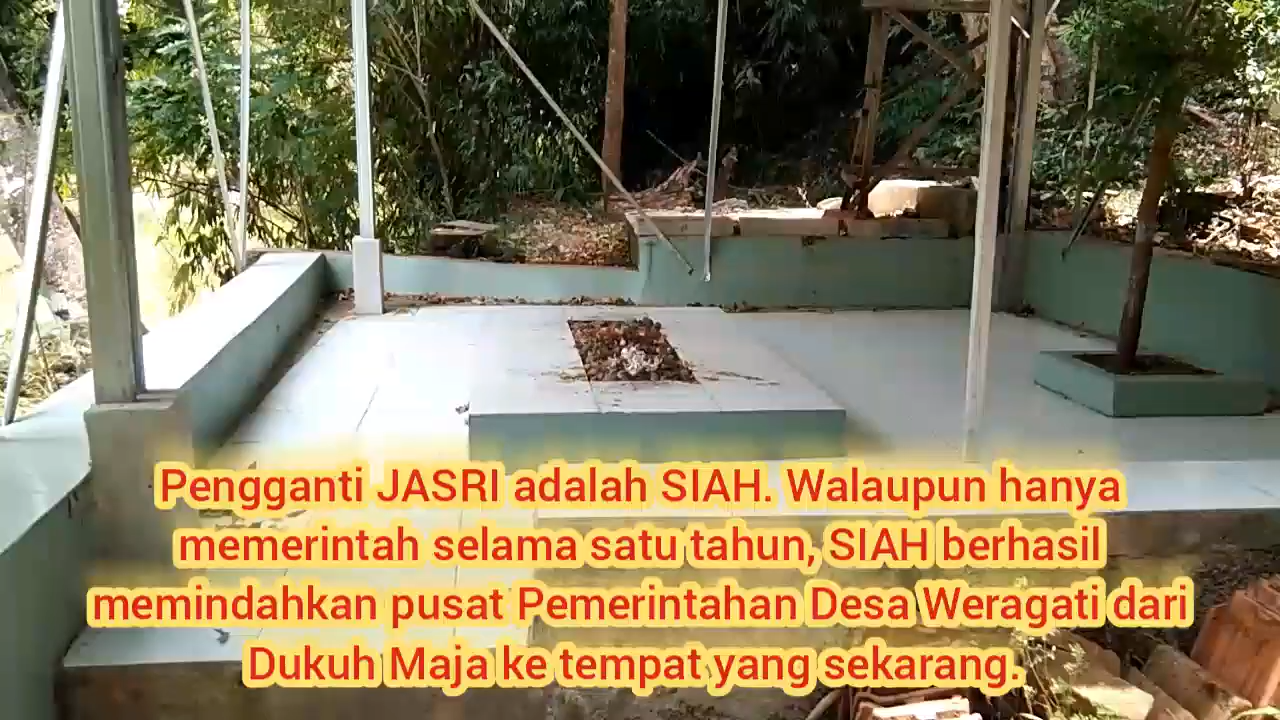 Pengganti JASRI adalah SIAH. Walaupun hanya
memerintah selama satu tahun, SIAH berhasil
memindahkan pusat Pemerintahan Desa Weragati dari
Dukuh Maja ke tempat yang sekarang.